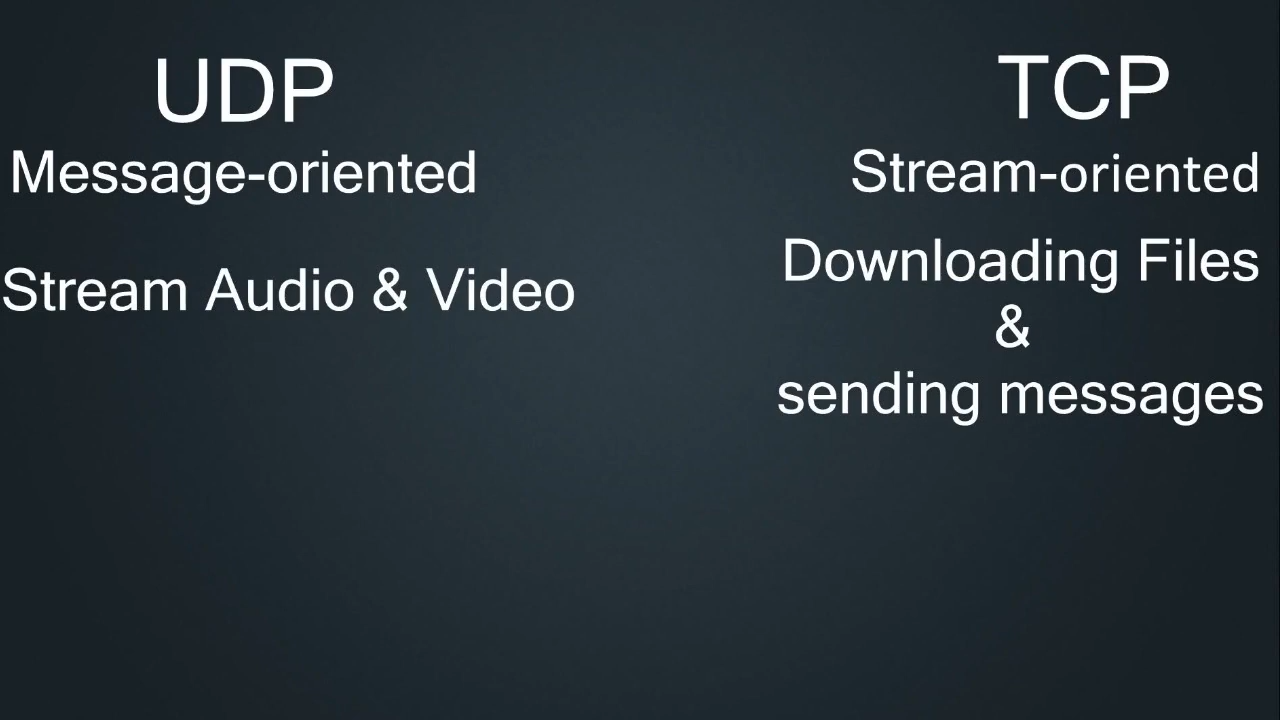 UDP
Message-oriented
Stream Audio & Video
TCP
Stream-oriented
Downloading Files
&
sending messages